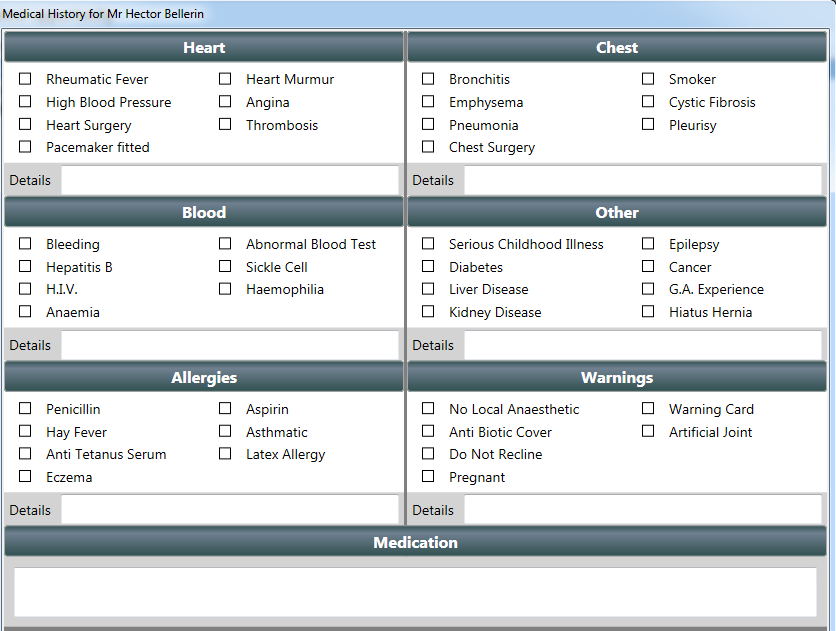 Medical History for Mr Hector Bellerin
Heart
Rheumatic Fever Heart Murmur
High Blood Pressure Angina
Heart Surgery Thrombosis
Pacemaker fitted
Details
Chest
Bronchitis Smoker
Emphysema Cystic Fibrosis
Pneumonia Pleurisy
Chest Surgery
Details
Blood
Bleeding Abnormal Blood Test
Hepatitis B Sickle Cell
H.I.V. Haemophilia
Anaemia
Details
Other
Serious Childhood Illness Epilepsy
Diabetes Cancer
Liver Disease G.A. Experience
Kidney Disease Hiatus Hernia
Details
Allergies
Penicillin Aspirin
Hay Fever Asthmatic
Anti Tetanus Serum Latex Allergy
Eczema
Details
Warnings
No Local Anaesthetic Warning Card
Anti Biotic Cover Artificial Joint
Do Not Recline
Pregnant
Details
Medication